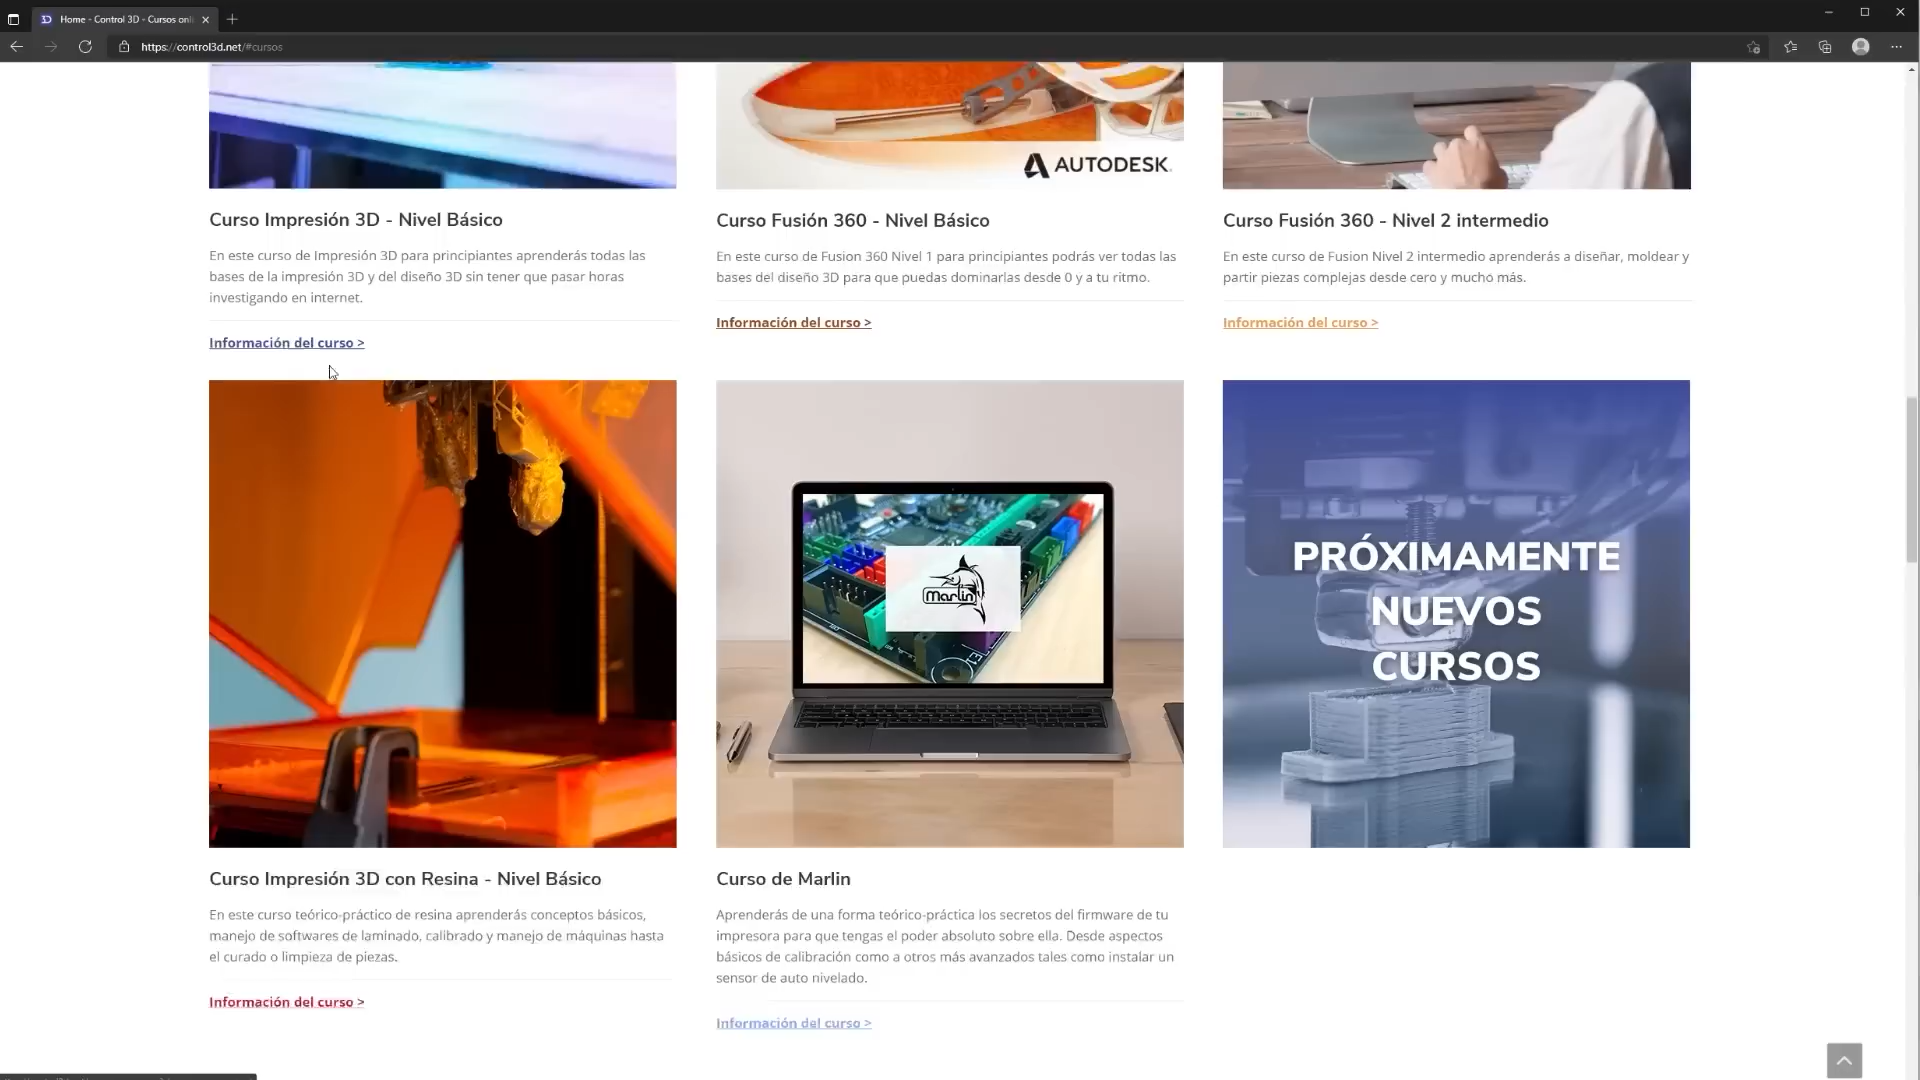 Home - Control 3D - Cursos onli
https://control3d.net/#cursos
AUTODESK.
Curso Impresión 3D - Nivel Básico
En este curso de Impresión 3D para principiantes aprenderás todas las
bases de la impresión 3D y del diseño 3D sin tener que pasar horas
investigando en internet.
Información del curso >
Curso Fusión 360 - Nivel Básico
En este curso de Fusion 360 Nivel 1 para principiantes podrás ver todas las
bases del diseño 3D para que puedas dominarlas desde 0 y a tu ritmo.
Información del curso >
Curso Fusión 360 - Nivel 2 intermedio
En este curso de Fusion Nivel 2 intermedio aprenderás a diseñar, moldear y
partir piezas complejas desde cero y mucho más.
Información del curso >
Marlin
PRÓXIMAMENTE
NUEVOS
CURSOS
Curso Impresión 3D con Resina - Nivel Básico
En este curso teórico-práctico de resina aprenderás conceptos básicos,
manejo de softwares de laminado, calibrado y manejo de máquinas hasta
el curado o limpieza de piezas.
Información del curso >
Curso de Marlin
Aprenderás de una forma teórico-práctica los secretos del firmware de tu
impresora para que tengas el poder absoluto sobre ella. Desde aspectos
básicos de calibración como a otros más avanzados tales como instalar un
sensor de auto nivelado.
Información del curso >